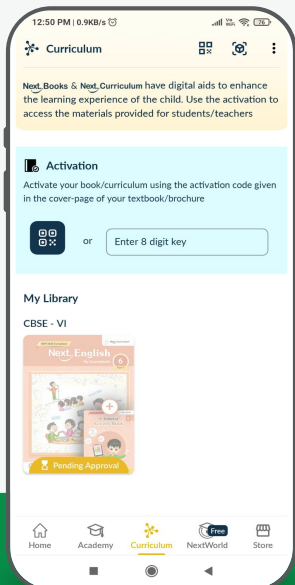 12:50 PM | 0.9KB/s
Vo WiFi 76
Curriculum
Next Books & Next Curriculum have digital aids to enhance
the learning experience of the child. Use the activation to
access the materials provided for students/teachers
Activation
Activate your book/curriculum using the activation code given
in the cover-page of your textbook/brochure
or
Enter 8 digit key
My Library
CBSE - VI
Next English
6
Pending Approval
Free
Home
Academy
Curriculum
NextWorld
Store